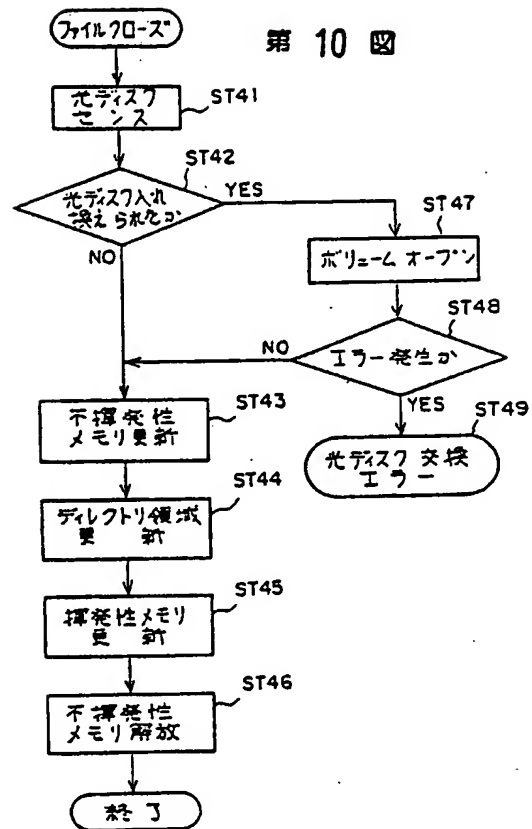 第 10 図
ファイルクローズ
光ディスク
センス
ST41
ST42
光ディスク入れ
換えられたか
YES
NO
ST47
ボリューム オープン
ST48
エラー発生か
NO
YES
ST49
光ディスク 交換
エラー
ST43
不揮発性
メモリ更新
ST44
ディレクトリ領域
更 新
ST45
揮発性メモリ
更 新
ST46
不揮発性
メモリ解放
終了